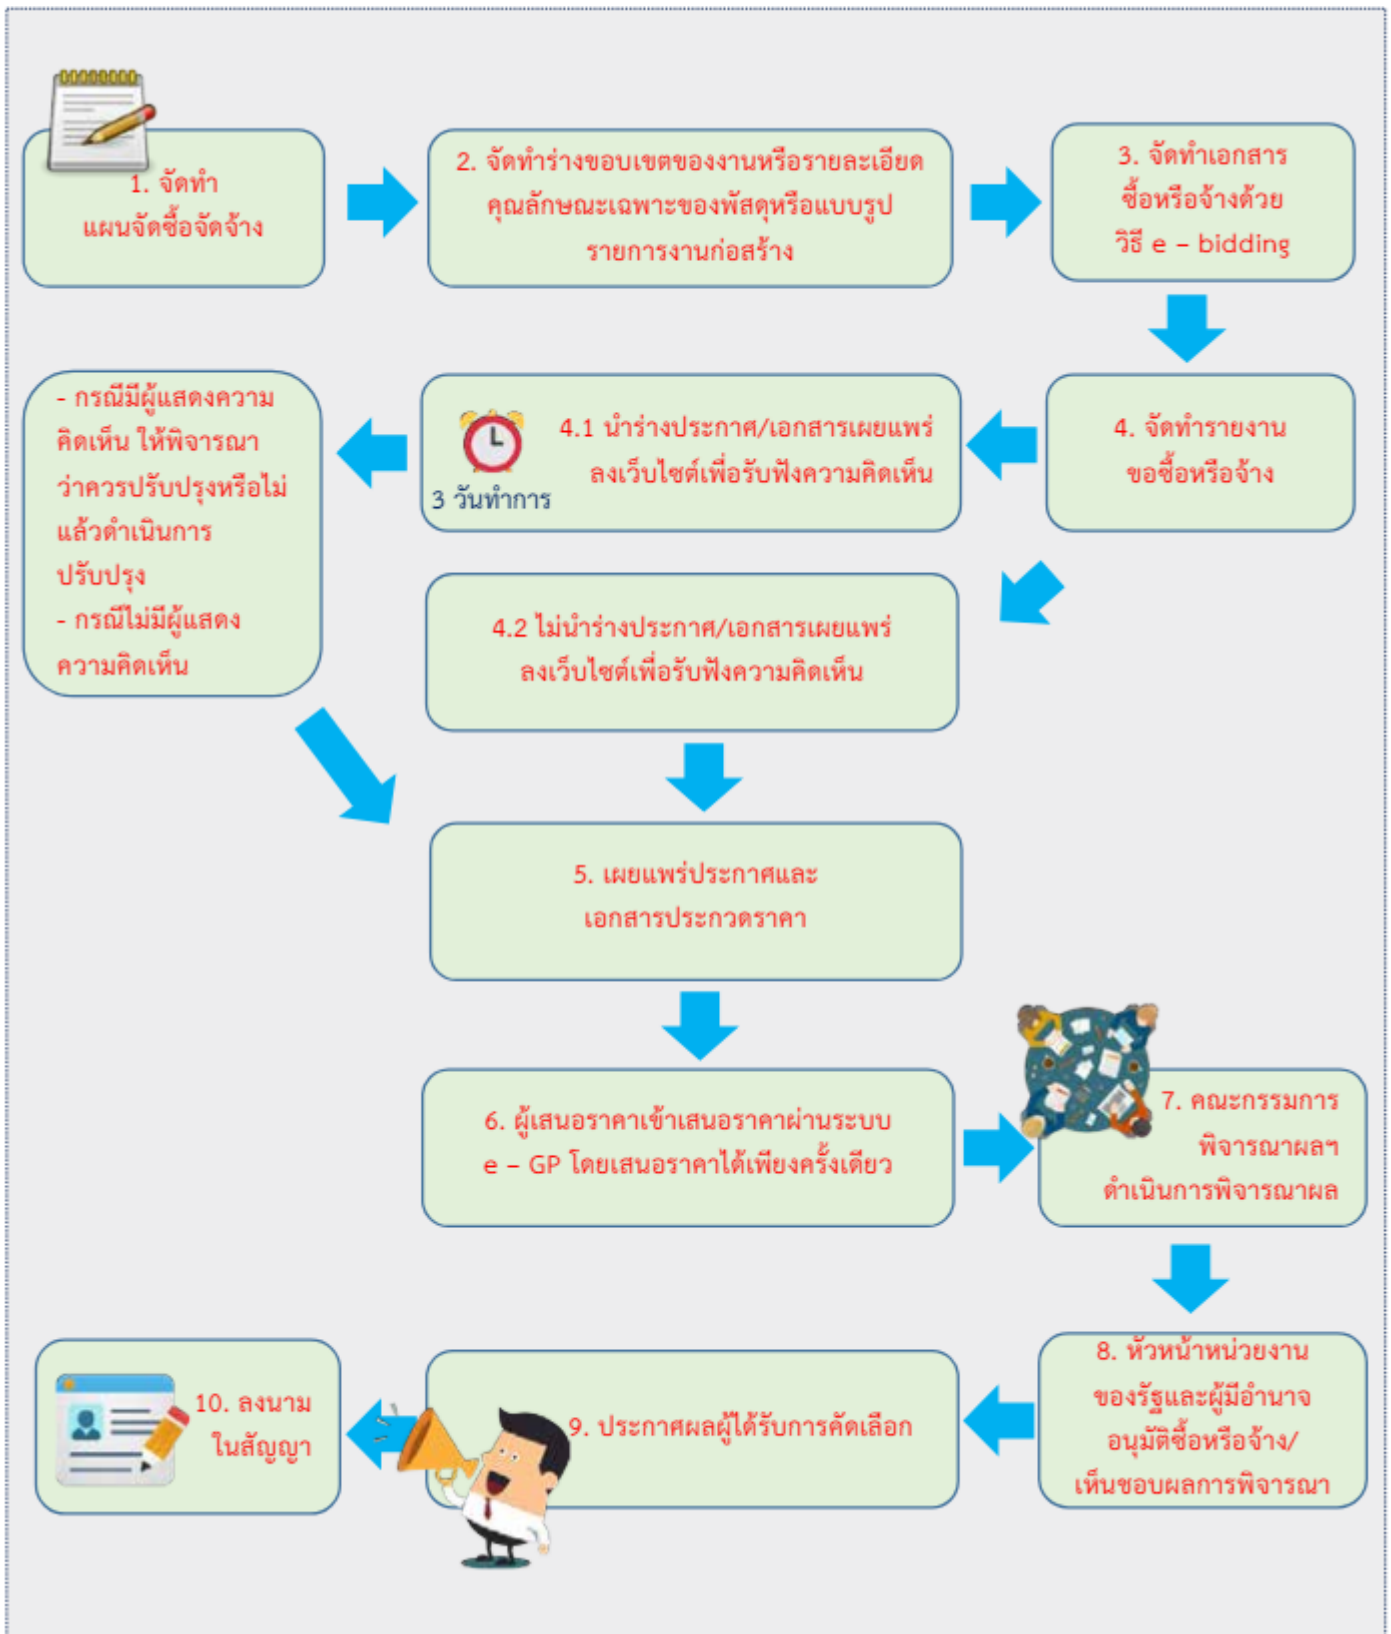 1. จัดทำ
แผนจัดซื้อจัดจ้าง
2. จัดทำร่างขอบเขตของงานหรือรายละเอียด
คุณลักษณะเฉพาะของพัสดุหรือแบบรูป
รายการงานก่อสร้าง
3. จัดทำเอกสาร
ซื้อหรือจ้างด้วย
วิธี e – bidding
4. จัดทำรายงาน
ขอซื้อหรือจ้าง
4.1 นำร่างประกาศ/เอกสารเผยแพร่
ลงเว็บไซต์เพื่อรับฟังความคิดเห็น
3 วันทำการ
- กรณีมีผู้แสดงความ
คิดเห็น ให้พิจารณา
ว่าควรปรับปรุงหรือไม่
แล้วดำเนินการ
ปรับปรุง
- กรณีไม่มีผู้แสดง
ความคิดเห็น
4.2 ไม่นำร่างประกาศ/เอกสารเผยแพร่
ลงเว็บไซต์เพื่อรับฟังความคิดเห็น
5. เผยแพร่ประกาศและ
เอกสารประกวดราคา
6. ผู้เสนอราคาเข้าเสนอราคาผ่านระบบ
e – GP โดยเสนอราคาได้เพียงครั้งเดียว
7. คณะกรรมการ
พิจารณาผลฯ
ดำเนินการพิจารณาผล
8. หัวหน้าหน่วยงาน
ของรัฐและผู้มีอำนาจ
อนุมัติซื้อหรือจ้าง/
เห็นชอบผลการพิจารณา
9. ประกาศผลผู้ได้รับการคัดเลือก
10. ลงนาม
ในสัญญา